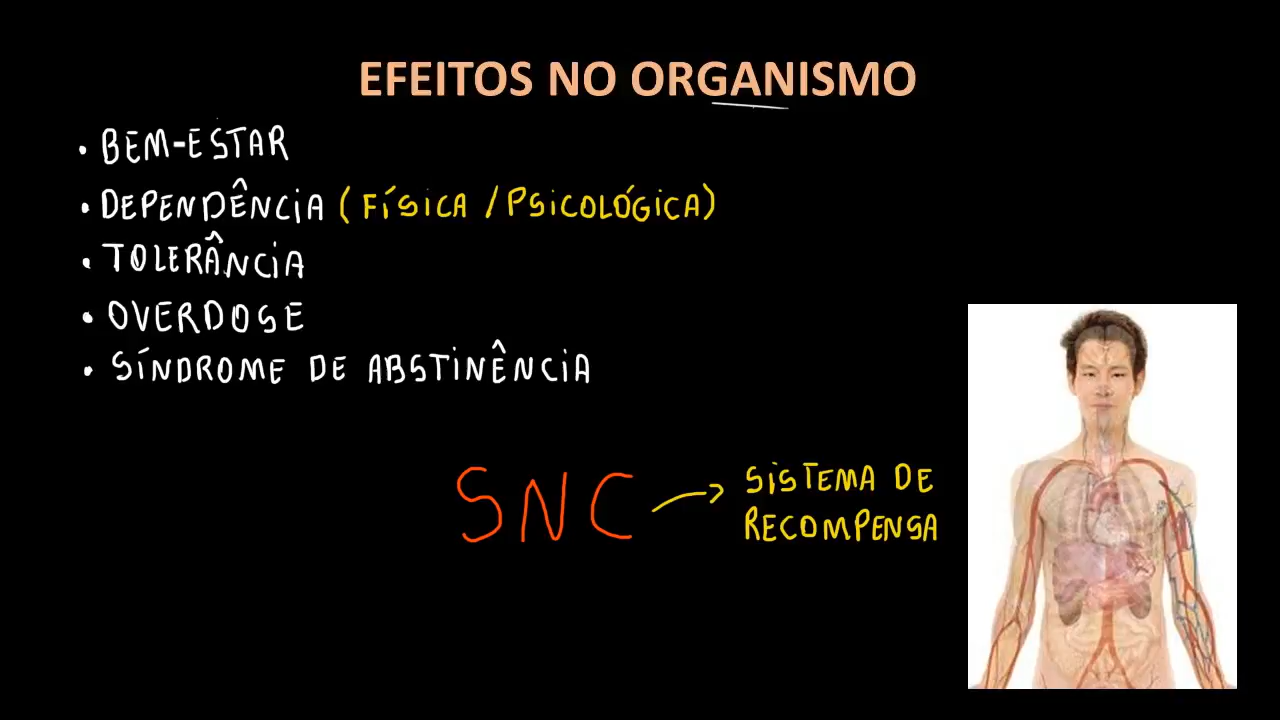 EFEITOS NO ORGANISMO
• BEM-ESTAR
• DEPENDÊNCIA (FÍSICA / PSICOLÓGICA)
• TOLERÂNCIA
• OVERDOSE
• SÍNDROME DE ABSTINÊNCIA
SNC → SISTEMA DE
RECOMPENSA